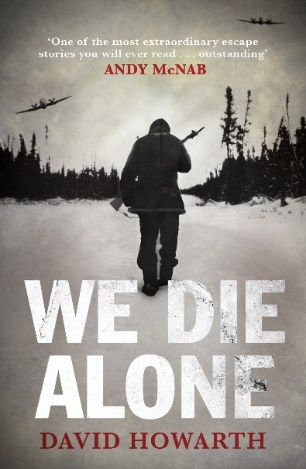 ‘One of the most extraordinary escape
stories you will ever read . . . outstanding’
ANDY McNAB
WE DIE
ALONE
DAVID HOWARTH